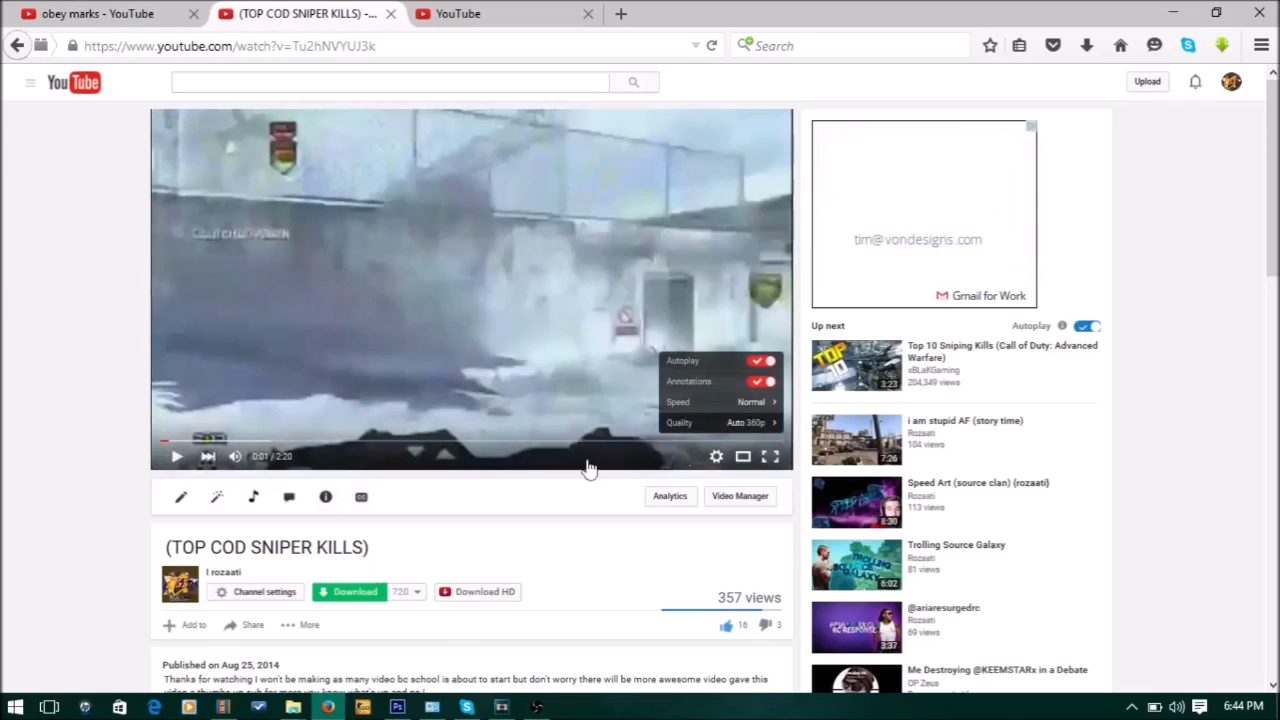 obey marks - YouTube
(TOP COD SNIPER KILLS) -...
YouTube
https://www.youtube.com/watch?v=Tu2hNVYUJ3k
Search
YouTube
Upload
tim@vondesigns.com
Gmail for Work
Up next
Autoplay
Top 10 Sniping Kills (Call of Duty: Advanced
Warfare)
xBLaKGaming
204,349 views
3:23
i am stupid AF (story time)
Rozaati
104 views
7:26
Speed Art (source clan) (rozaati)
Rozaati
113 views
8:30
Trolling Source Galaxy
Rozaati
81 views
6:02
@ariaresurgedrc
Rozaati
69 views
3:37
Me Destroying @KEEMSTARx in a Debate
OP Zeus
Autoplay
Annotations
Speed Normal
Quality Auto 360p
0:01 / 2:20
Analytics
Video Manager
(TOP COD SNIPER KILLS)
rozaati
Channel settings
Download
720
Download HD
357 views
Add to
Share
More
16
3
Published on Aug 25, 2014
Thanks for watching I won't be making as many video bc school is about to start but don't worry there will be more awesome video gave this
6:44 PM